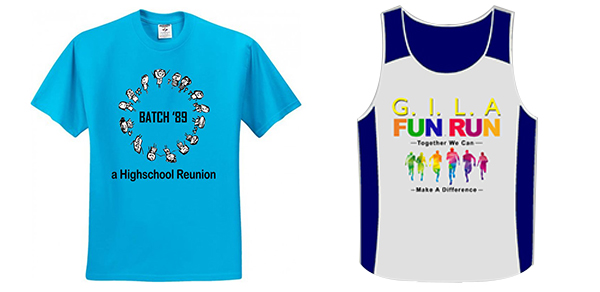 BATCH '89
a Highschool Reunion
G. I. L. A
FUN RUN
Together We Can
Make A Difference